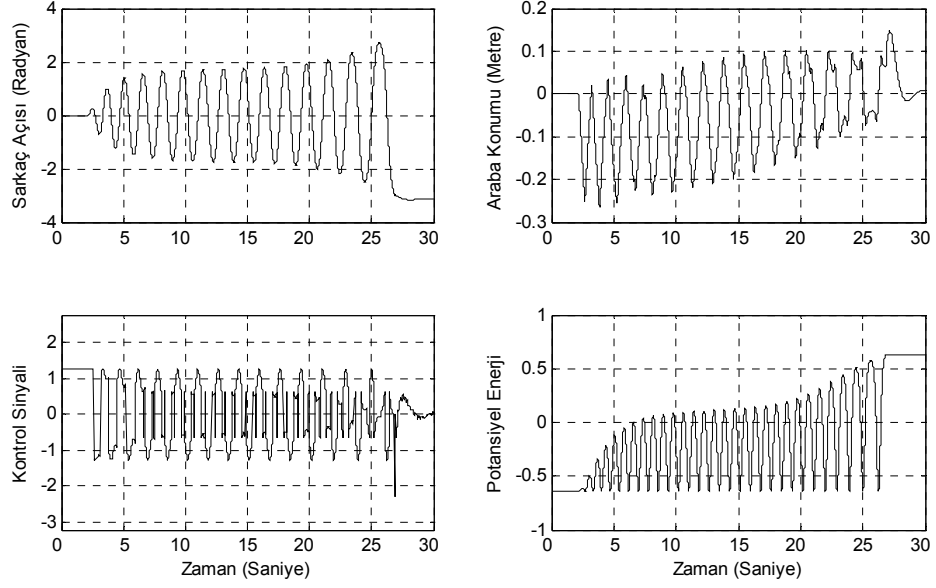 4
2
0
-2
-4
Sarkaç Açısı (Radyan)
0 5 10 15 20 25 30
0.2
0.1
0
-0.1
-0.2
-0.3
Araba Konumu (Metre)
0 5 10 15 20 25 30
2
1
0
-1
-2
-3
Kontrol Sinyali
0 5 10 15 20 25 30
Zaman (Saniye)
1
0.5
0
-0.5
-1
Potansiyel Enerji
0 5 10 15 20 25 30
Zaman (Saniye)